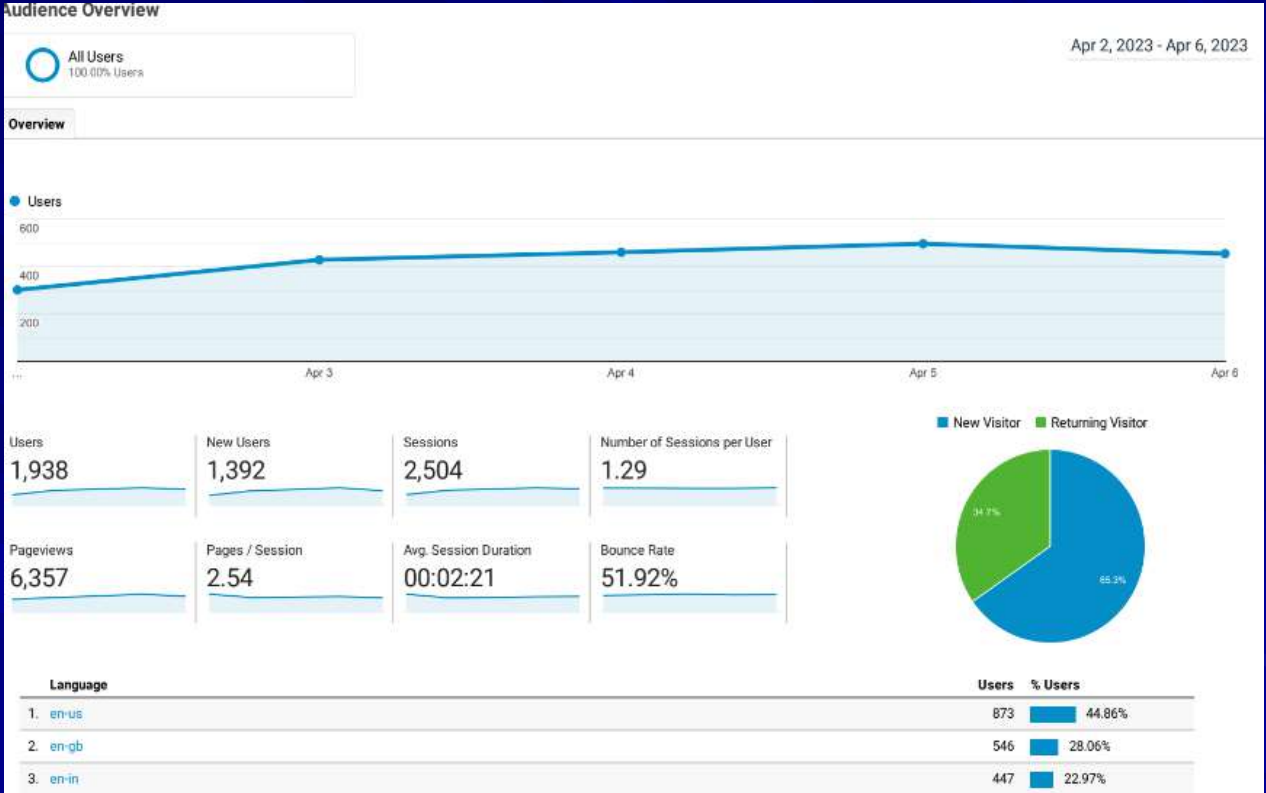 Audience Overview
All Users
100.00% Users
Apr 2, 2023 - Apr 6, 2023
Overview
Users
600
400
200
...
Apr 3
Apr 4
Apr 5
Apr 6
New Visitor
Returning Visitor
Users
1,938
New Users
1,392
Sessions
2,504
Number of Sessions per User
1.29
Pageviews
6,357
Pages / Session
2.54
Avg. Session Duration
00:02:21
Bounce Rate
51.92%
34.7%
65.3%
Language Users % Users
1. en-us 873 44.86%
2. en-gb 546 28.06%
3. en-in 447 22.97%